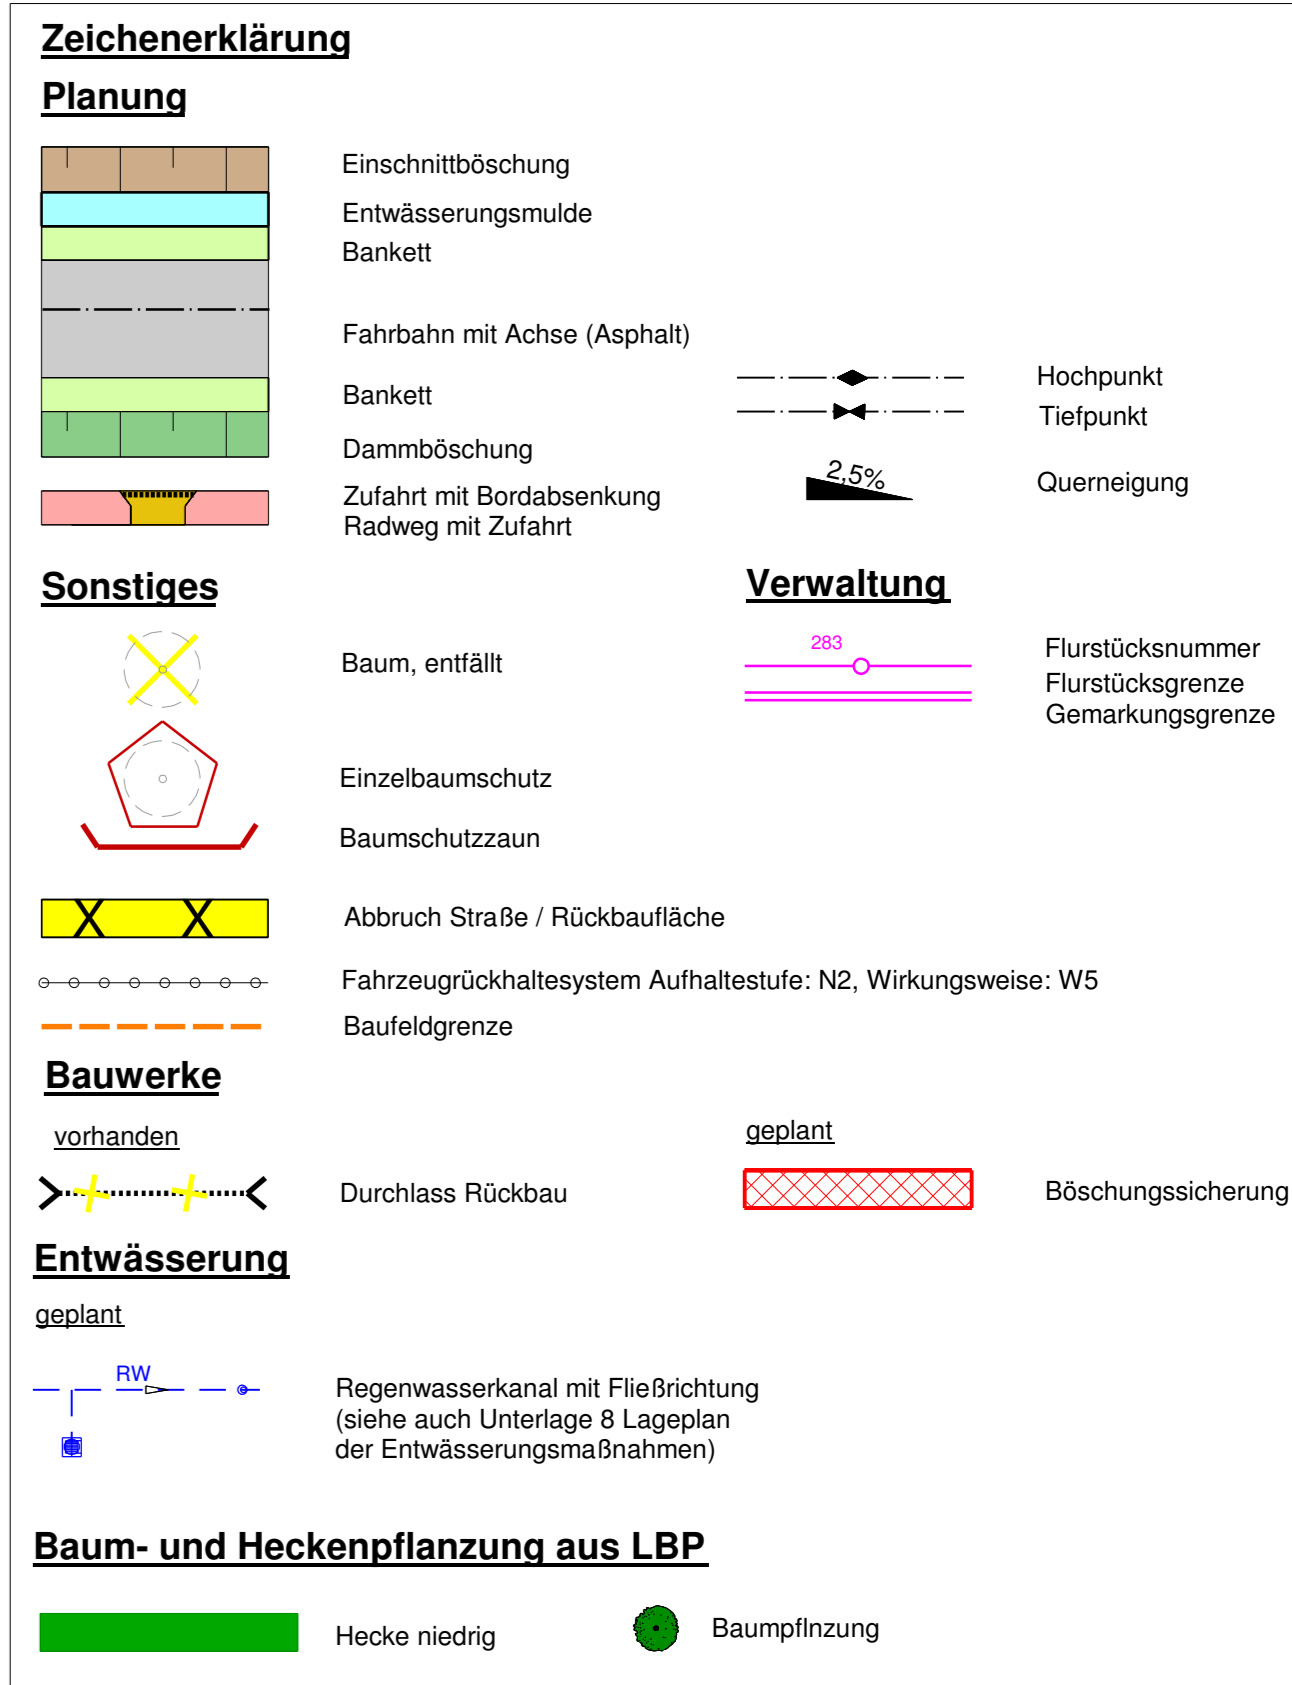 Zeichenerklärung
Planung
Einschnittböschung
Entwässerungsmulde
Bankett
Fahrbahn mit Achse (Asphalt)
Bankett
Dammböschung
Zufahrt mit Bordabsenkung
Radweg mit Zufahrt
Hochpunkt
Tiefpunkt
2,5%
Querneigung
Sonstiges
Baum, entfällt
Einzelbaumschutz
Baumschutzzaun
Abbruch Straße / Rückbaufläche
Fahrzeugrückhaltesystem Aufhaltestufe: N2, Wirkungsweise: W5
Baufeldgrenze
Verwaltung
283
Flurstücksnummer
Flurstücksgrenze
Gemarkungsgrenze
Bauwerke
vorhanden
Durchlass Rückbau
geplant
Böschungssicherung
Entwässerung
geplant
RW
Regenwasserkanal mit Fließrichtung
(siehe auch Unterlage 8 Lageplan
der Entwässerungsmaßnahmen)
Baum- und Heckenpflanzung aus LBP
Hecke niedrig
Baumpflnzung